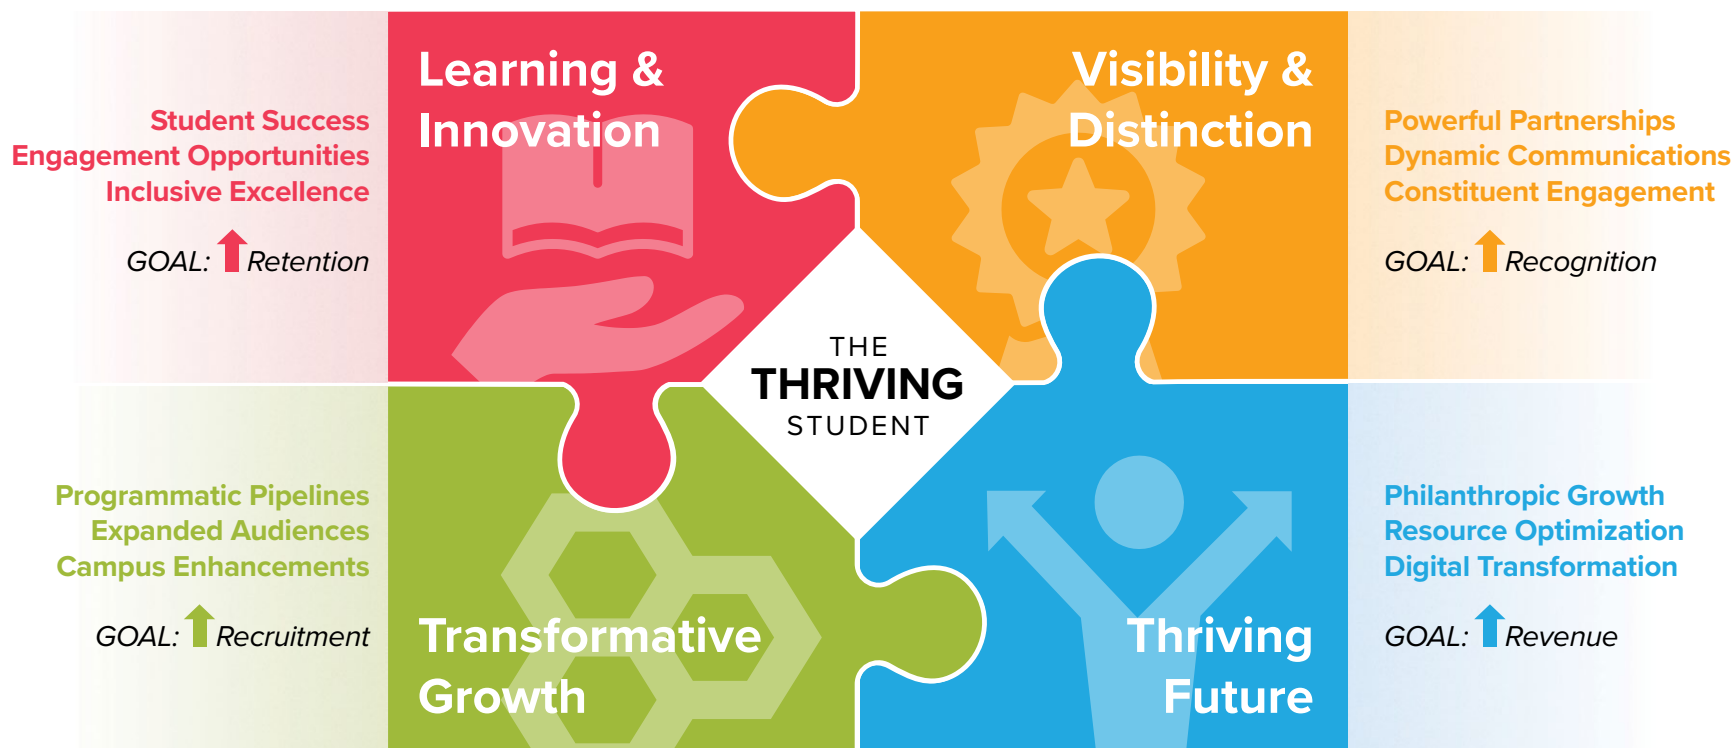 Learning &
Innovation
Student Success
Engagement Opportunities
Inclusive Excellence
GOAL: Retention
Visibility &
Distinction
Powerful Partnerships
Dynamic Communications
Constituent Engagement
GOAL: Recognition
THE
THRIVING
STUDENT
Programmatic Pipelines
Expanded Audiences
Campus Enhancements
GOAL: Recruitment
Transformative
Growth
Thriving
Future
Philanthropic Growth
Resource Optimization
Digital Transformation
GOAL: Revenue